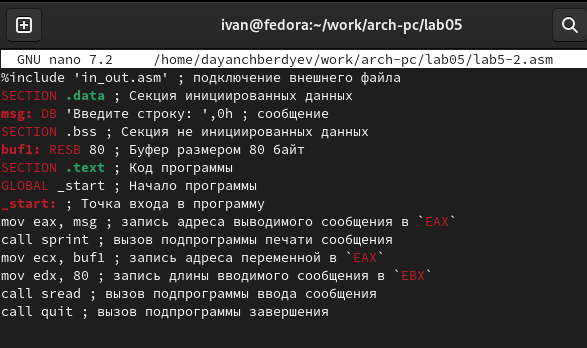 ivan@fedora:~/work/arch-pc/lab05
GNU nano 7.2 /home/dayanchberdyev/work/arch-pc/lab05/lab5-2.asm
%include 'in_out.asm' ; подключение внешнего файла
SECTION .data ; Секция инициированных данных
msg: DB 'Введите строку: ',0h ; сообщение
SECTION .bss ; Секция не инициированных данных
buf1: RESB 80 ; Буфер размером 80 байт
SECTION .text ; Код программы
GLOBAL _start ; Начало программы
_start: ; Точка входа в программу
mov eax, msg ; запись адреса выводимого сообщения в `EAX`
call sprint ; вызов подпрограммы печати сообщения
mov ecx, buf1 ; запись адреса переменной в `EAX`
mov edx, 80 ; запись длины вводимого сообщения в `EBX`
call sread ; вызов подпрограммы ввода сообщения
call quit ; вызов подпрограммы завершения